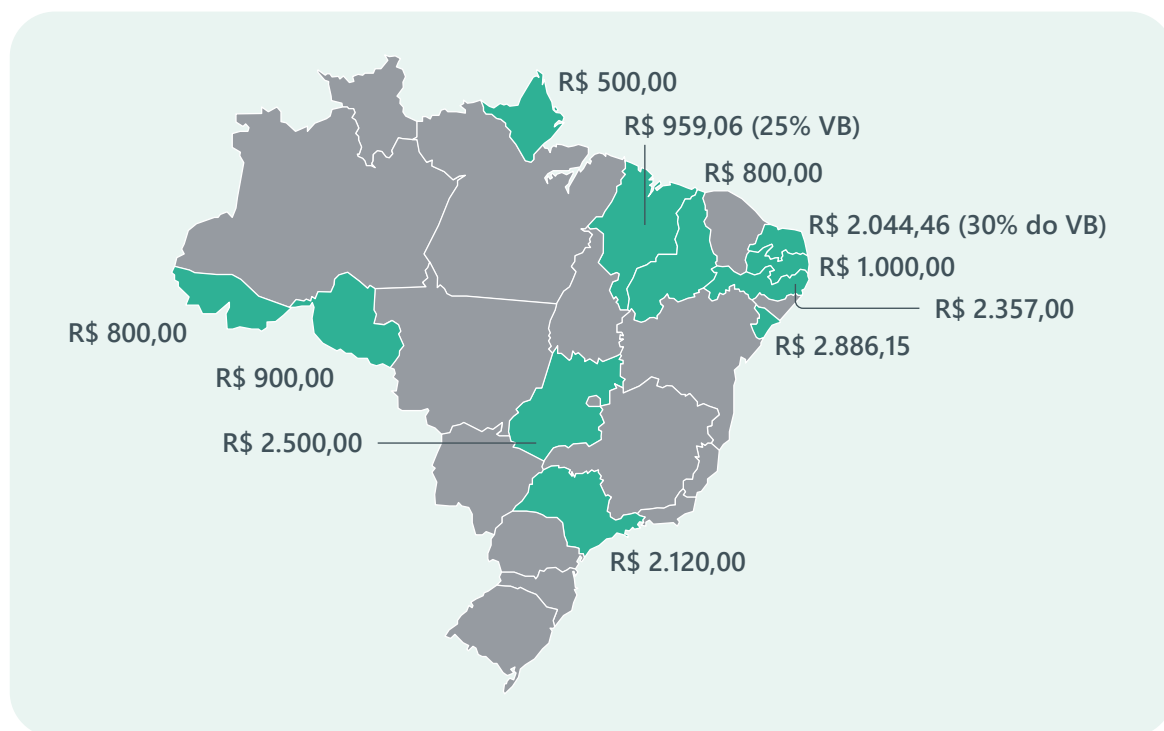 R$ 500,00
R$ 959,06 (25% VB)
R$ 800,00
R$ 2.044,46 (30% do VB)
R$ 1.000,00
R$ 2.357,00
R$ 800,00
R$ 2.886,15
R$ 900,00
R$ 2.500,00
R$ 2.120,00